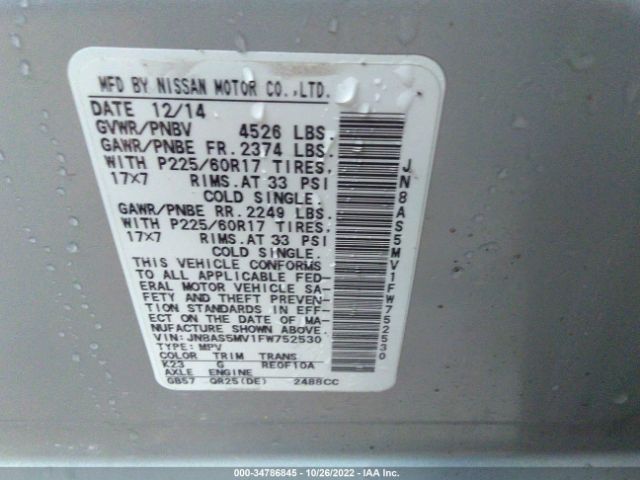 MFD BY NISSAN MOTOR CO.,LTD.
DATE 12/14
GVWR/PNBV 4526 LBS.
GAWR/PNBE FR. 2374 LBS.
WITH P225/60R17 TIRES,
17×7 RIMS. AT 33 PSI
COLD SINGLE.
GAWR/PNBE RR. 2249 LBS.
WITH P225/60R17 TIRES,
17×7 RIMS. AT 33 PSI
COLD SINGLE.
THIS VEHICLE CONFORMS
TO ALL APPLICABLE FED-
ERAL MOTOR VEHICLE SA-
FETY AND THEFT PREVEN-
TION STANDARDS IN EFF-
ECT ON THE DATE OF MA-
NUFACTURE SHOWN ABOVE.
VIN: JN8AS5MV1FW752530
TYPE: MPV
COLOR TRIM TRANS
K23 G RE0F10A
AXLE ENGINE
GB57 QR25(DE) 2488CC
JN8AS5MV1FW752530
000-34786845 - 10/26/2022 - IAA Inc.